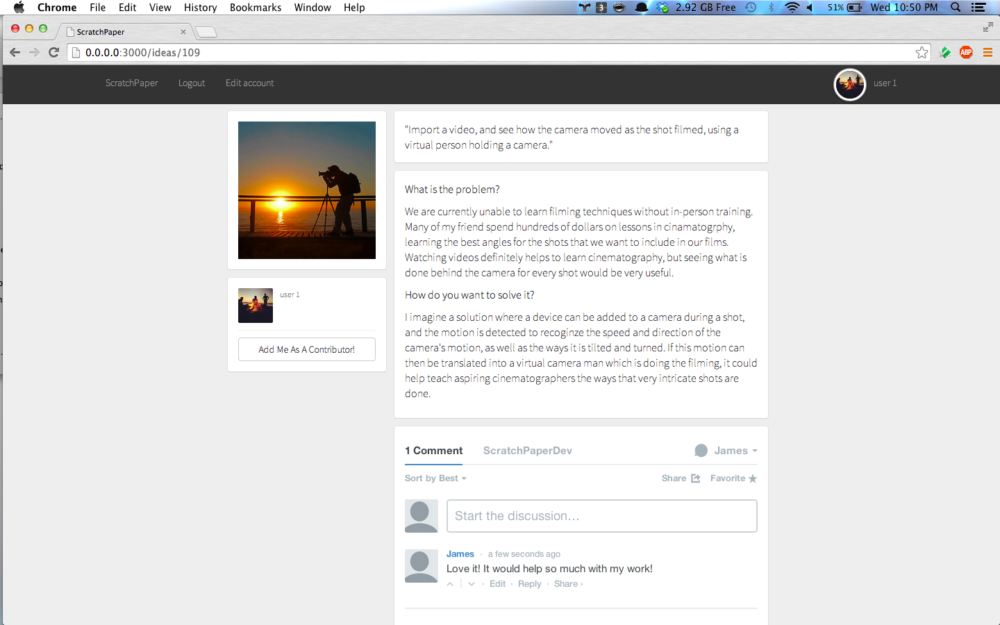 Chrome File Edit View History Bookmarks Window Help 3 2.92 GB Free 51% Wed 10:50 PM
ScratchPaper
0.0.0.0:3000/ideas/109 ABP
ScratchPaper Logout Edit account user 1
"Import a video, and see how the camera moved as the shot filmed, using a
virtual person holding a camera."
What is the problem?
We are currently unable to learn filming techniques without in-person training.
Many of my friend spend hundreds of dollars on lessons in cinamatogrphy,
learning the best angles for the shots that we want to include in our films.
Watching videos definitely helps to learn cinematography, but seeing what is
done behind the camera for every shot would be very useful.
How do you want to solve it?
I imagine a solution where a device can be added to a camera during a shot,
and the motion is detected to recoginze the speed and direction of the
camera's motion, as well as the ways it is tilted and turned. If this motion can
then be translated into a virtual camera man which is doing the filming, it could
help teach aspiring cinematographers the ways that very intricate shots are
done.
user 1
Add Me As A Contributor!
1 Comment ScratchPaperDev James
Sort by Best Share Favorite
Start the discussion...
James · a few seconds ago
Love it! It would help so much with my work!
· Edit · Reply · Share ›